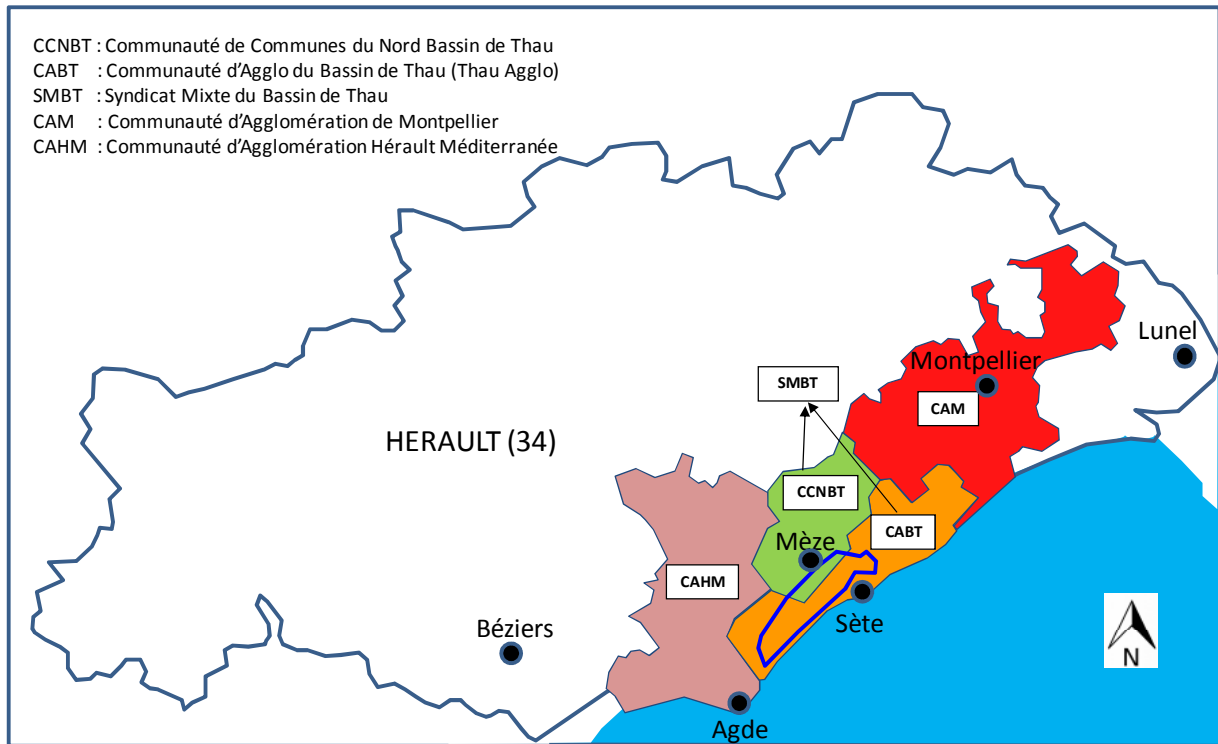 CCNBT : Communauté de Communes du Nord Bassin de Thau
CABT : Communauté d'Agglo du Bassin de Thau (Thau Agglo)
SMBT : Syndicat Mixte du Bassin de Thau
CAM : Communauté d'Agglomération de Montpellier
CAHM : Communauté d'Agglomération Hérault Méditerranée
Lunel
Montpellier
SMBT
CAM
HERAULT (34)
CCNBT
CABT
Mèze
CAHM
Sète
Béziers
N
Agde